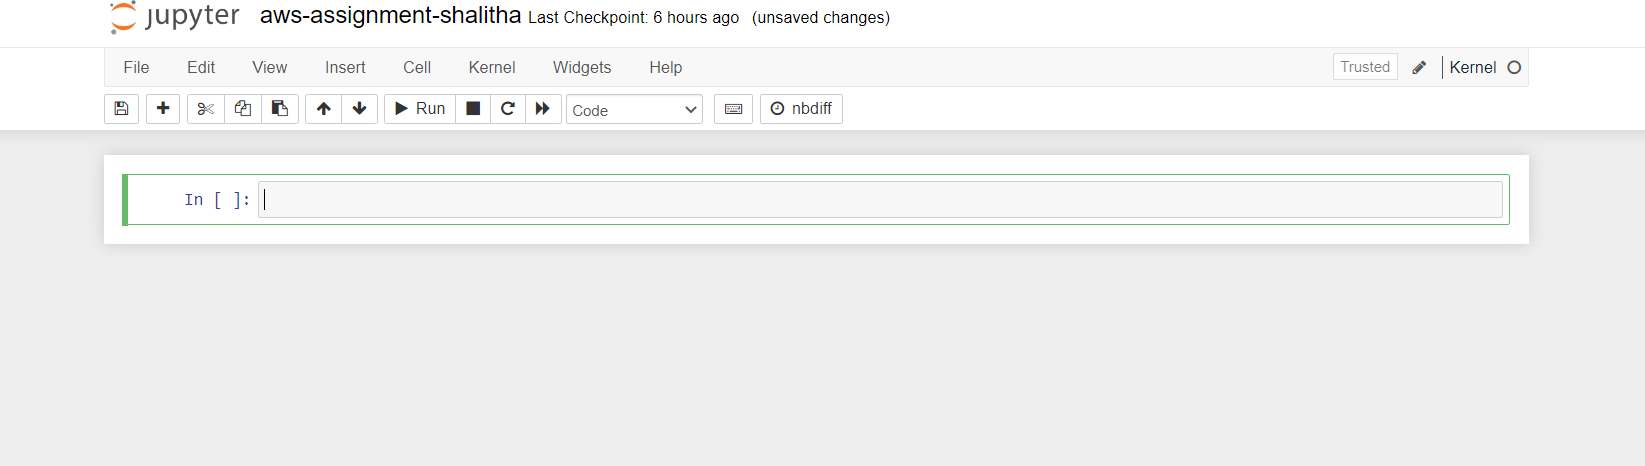 jupyter aws-assignment-shalitha Last Checkpoint: 6 hours ago (unsaved changes)
File Edit View Insert Cell Kernel Widgets Help Trusted Kernel
Run Code nbdiff
In [ ]: